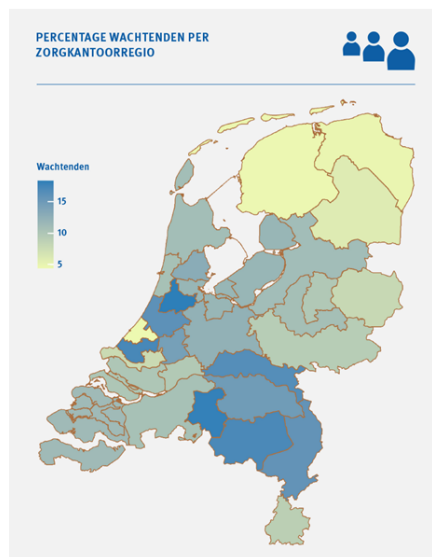 PERCENTAGE WACHTENDEN PER
ZORGKANTOORREGIO
Wachtenden
15
10
5